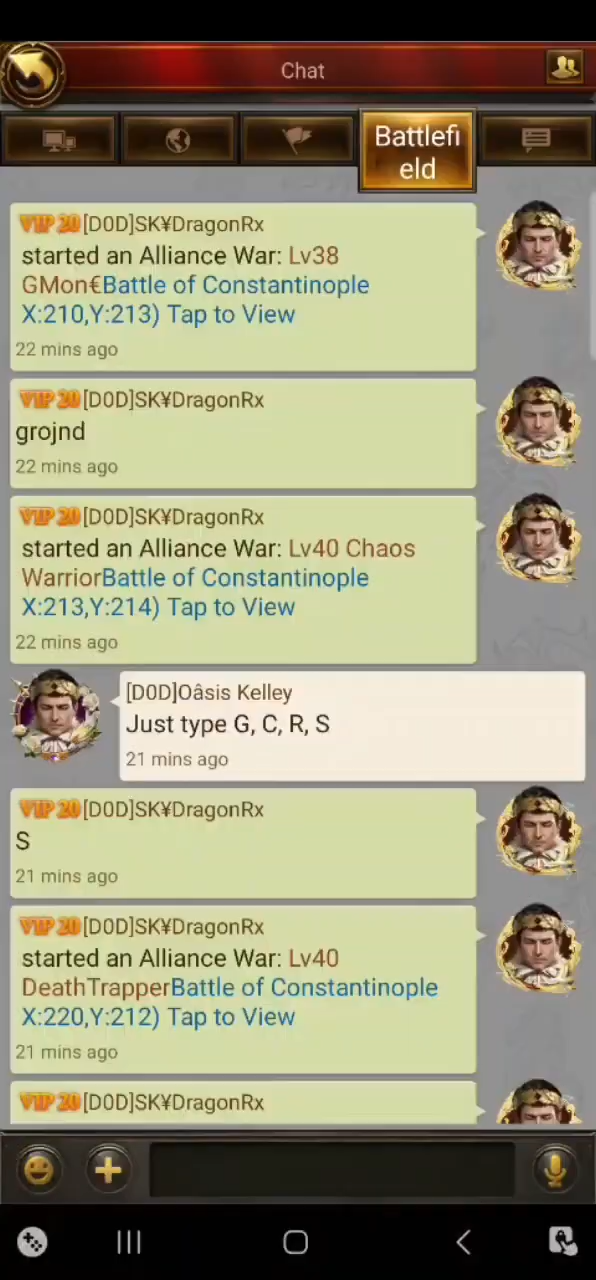 Chat
Battlefi
eld
VIP 20 [D0D]SK¥DragonRx
started an Alliance War: Lv38
GMon€Battle of Constantinople
X:210,Y:213) Tap to View
22 mins ago
VIP 20 [D0D]SK¥DragonRx
grojnd
22 mins ago
VIP 20 [D0D]SK¥DragonRx
started an Alliance War: Lv40 Chaos
WarriorBattle of Constantinople
X:213,Y:214) Tap to View
22 mins ago
[D0D]Oâsis Kelley
Just type G, C, R, S
21 mins ago
VIP 20 [D0D]SK¥DragonRx
S
21 mins ago
VIP 20 [D0D]SK¥DragonRx
started an Alliance War: Lv40
DeathTrapperBattle of Constantinople
X:220,Y:212) Tap to View
21 mins ago
VIP 20 [D0D]SK¥DragonRx